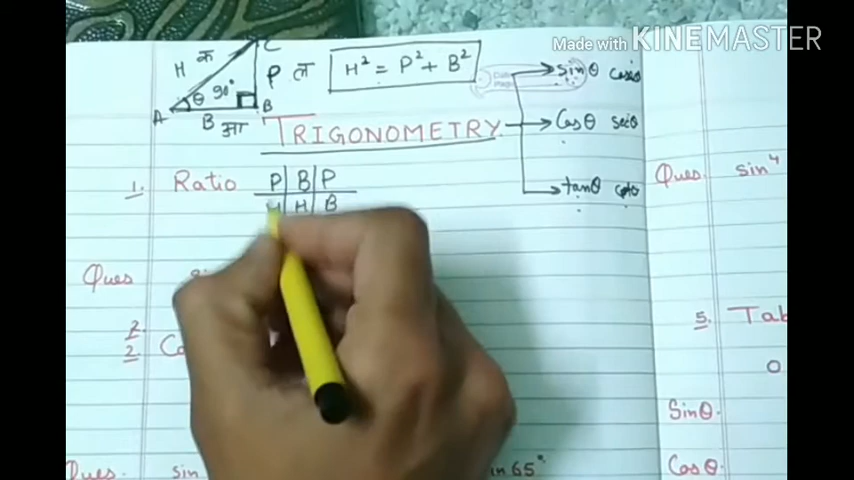 Made with KINEMASTER
C
H क
P ल
H² = P² + B²
sinθ
θ 90°
A
B
B आ
TRIGONOMETRY
Cosθ secθ
tanθ cotθ
1. Ratio P B P
H H B
Ques. sin⁴
Ques
2.
2.
5. Tab
0
Sinθ.
Cosθ.
Ques. sin
in 65°